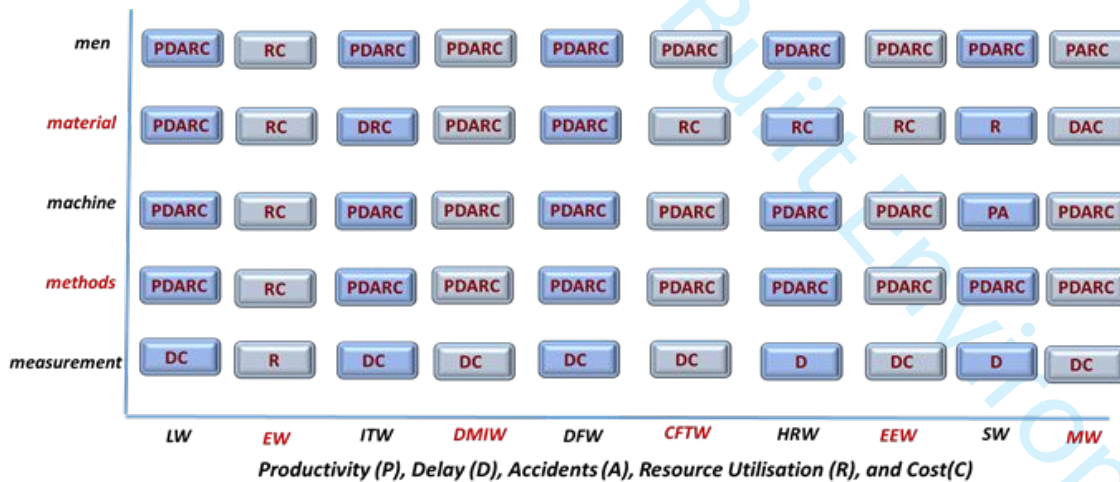 men PDARC RC PDARC PDARC PDARC PDARC PDARC PDARC PDARC PARC
material PDARC RC DRC PDARC PDARC RC RC RC R DAC
machine PDARC RC PDARC PDARC PDARC PDARC PDARC PDARC PA PDARC
methods PDARC RC PDARC PDARC PDARC PDARC PDARC PDARC PDARC PDARC
measurement DC R DC DC DC DC D DC D DC
LW EW ITW DMIW DFW CFTW HRW EEW SW MW
Productivity (P), Delay (D), Accidents (A), Resource Utilisation (R), and Cost(C)
Built Environ